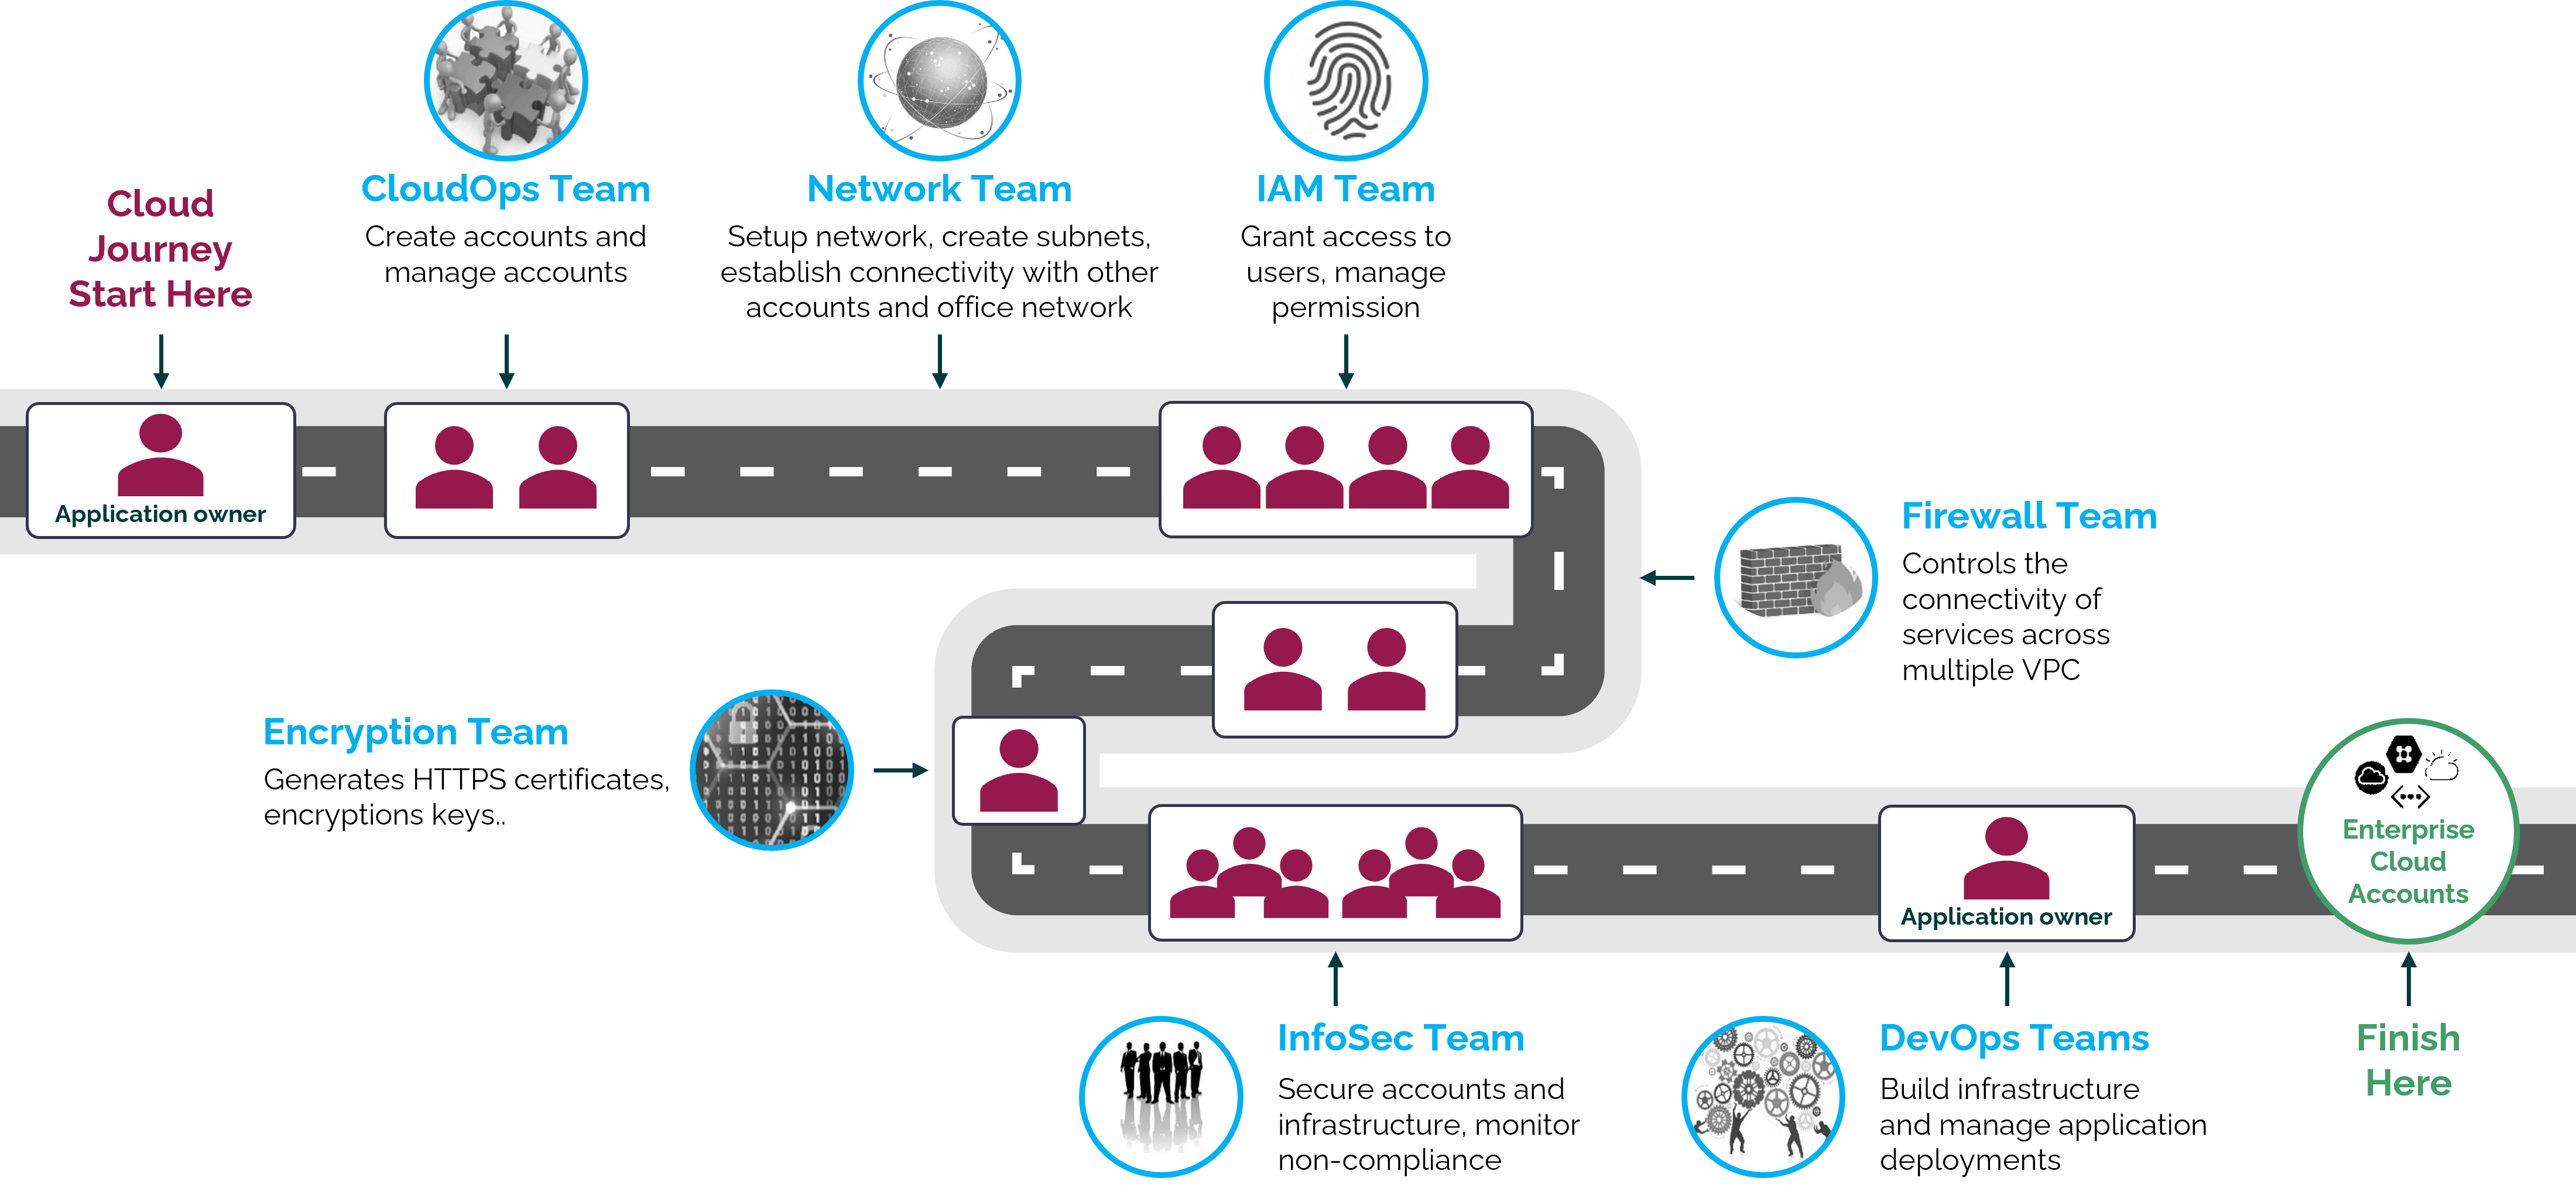 Cloud
Journey
Start Here
CloudOps Team
Create accounts and
manage accounts
Network Team
Setup network, create subnets,
establish connectivity with other
accounts and office network
IAM Team
Grant access to
users, manage
permission
Application owner
Firewall Team
Controls the
connectivity of
services across
multiple VPC
Encryption Team
Generates HTTPS certificates,
encryptions keys..
Application owner
Enterprise
Cloud
Accounts
InfoSec Team
Secure accounts and
infrastructure, monitor
non-compliance
DevOps Teams
Build infrastructure
and manage application
deployments
Finish
Here